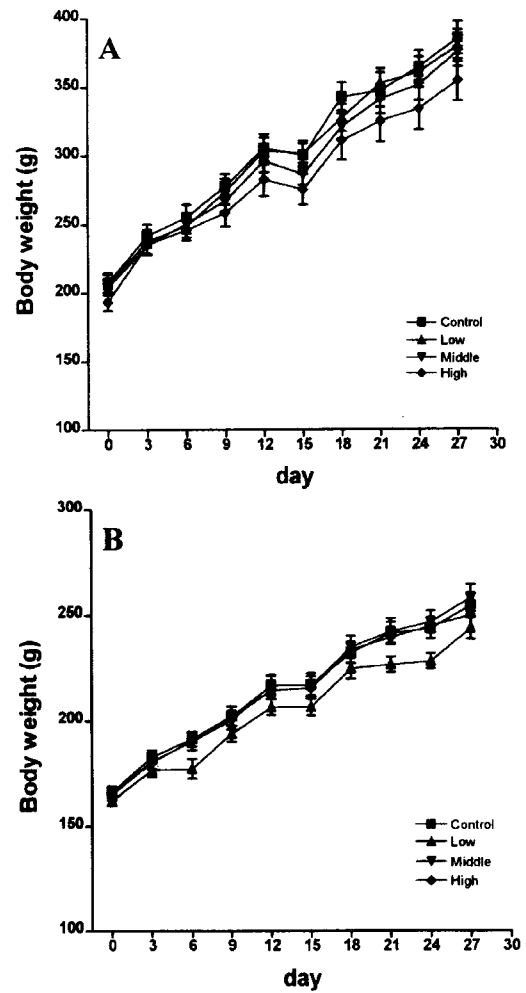 A
Body weight (g)
400
350
300
250
200
150
100
Control
Low
Middle
High
0 3 6 9 12 15 18 21 24 27 30
day
B
Body weight (g)
300
250
200
150
100
Control
Low
Middle
High
0 3 6 9 12 15 18 21 24 27 30
day